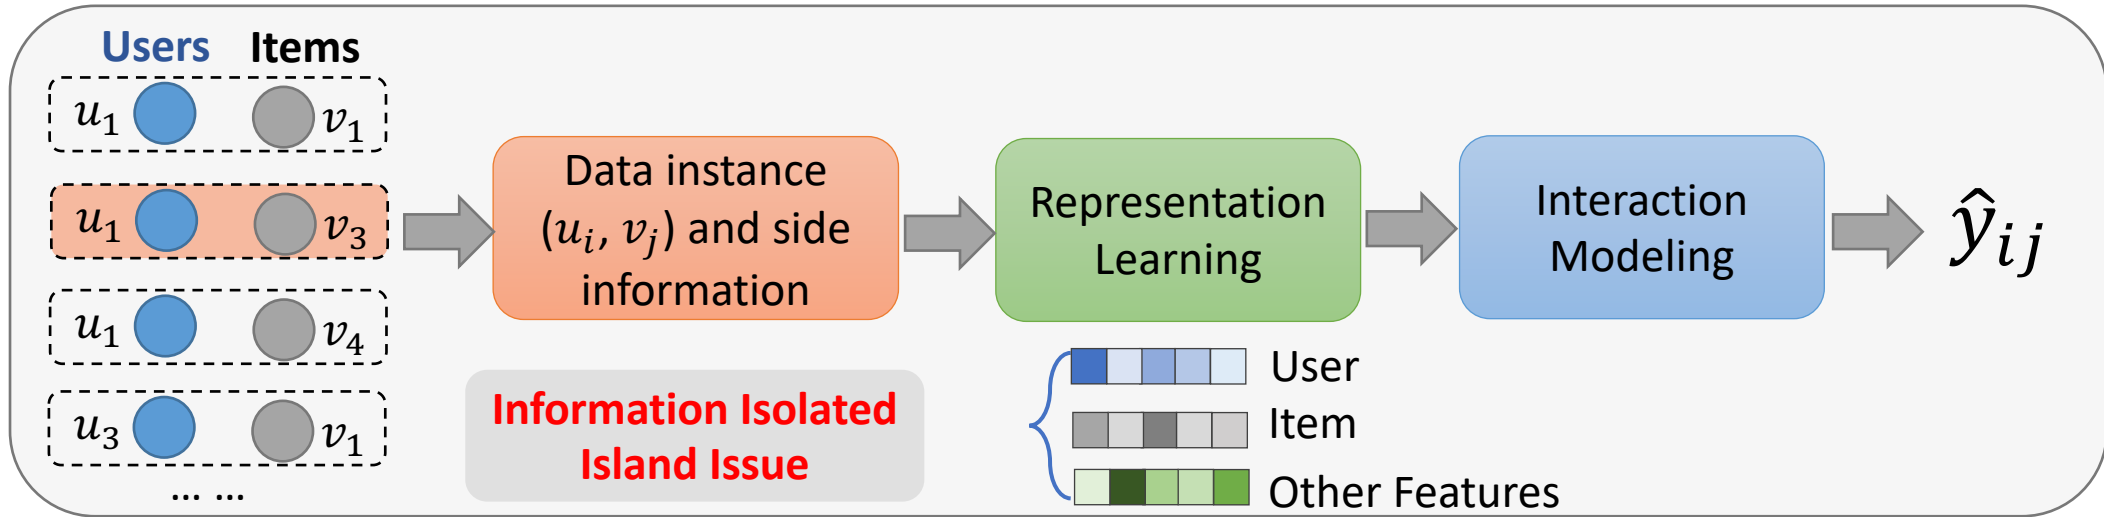 Users Items
u₁ v₁
u₁ v₃
u₁ v₄
u₃ v₁
... ...
Data instance
(uᵢ, vⱼ) and side
information
Information Isolated
Island Issue
Representation
Learning
User
Item
Other Features
Interaction
Modeling
ŷᵢⱼ